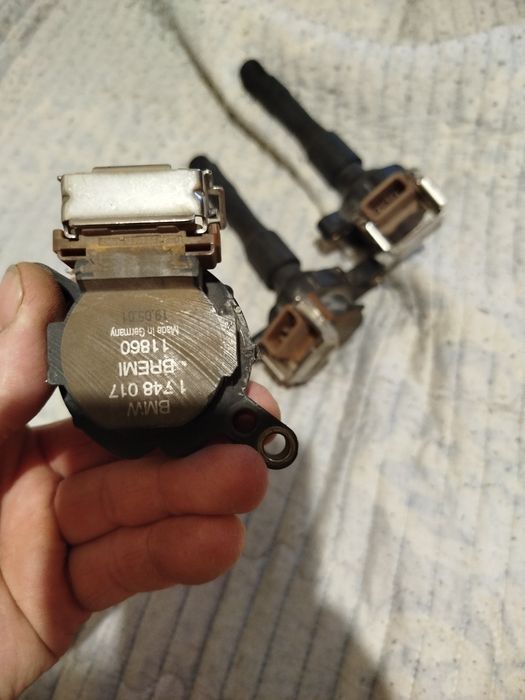 BMW
1 748 017
BREMI
11860
Made in Germany
19.05.01